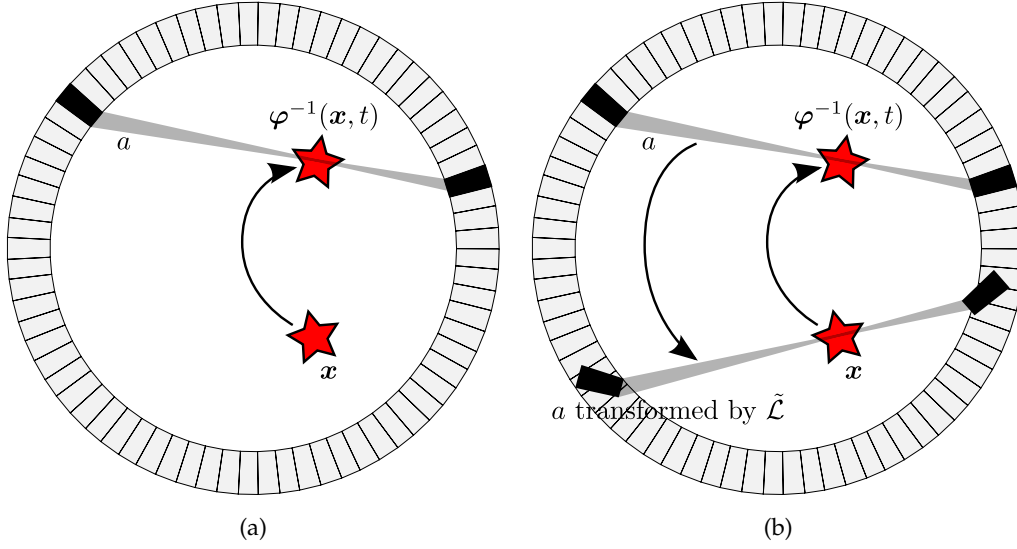 φ⁻¹(x, t)
a
x
(a)
φ⁻¹(x, t)
a
x
a transformed by L̃
(b)